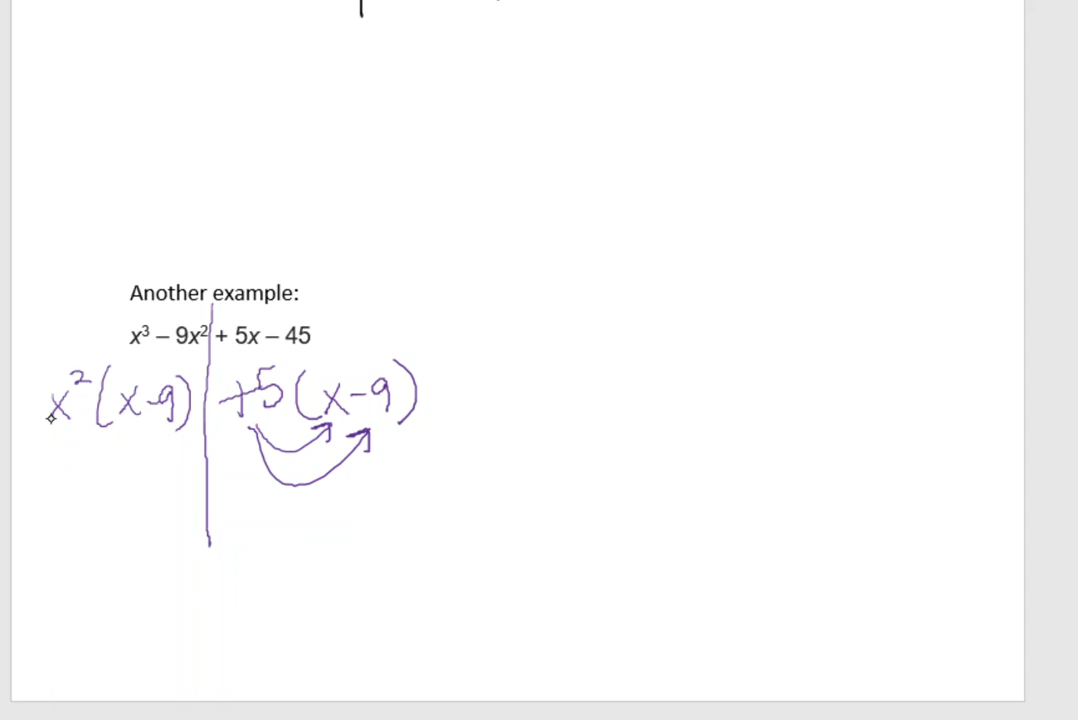 Another example:
x³ – 9x² + 5x – 45
x²(x-9) +5(x-9)